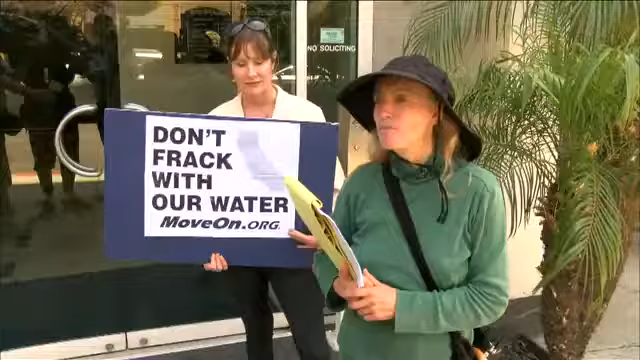 NO SOLICITING
DON'T
FRACK
WITH
OUR WATER
MoveOn.ORG